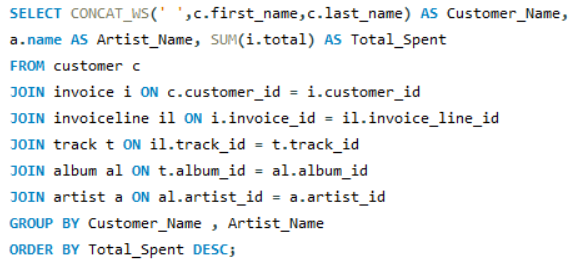 SELECT CONCAT_WS(' ',c.first_name,c.last_name) AS Customer_Name,
a.name AS Artist_Name, SUM(i.total) AS Total_Spent
FROM customer c
JOIN invoice i ON c.customer_id = i.customer_id
JOIN invoiceline il ON i.invoice_id = il.invoice_line_id
JOIN track t ON il.track_id = t.track_id
JOIN album al ON t.album_id = al.album_id
JOIN artist a ON al.artist_id = a.artist_id
GROUP BY Customer_Name , Artist_Name
ORDER BY Total_Spent DESC;